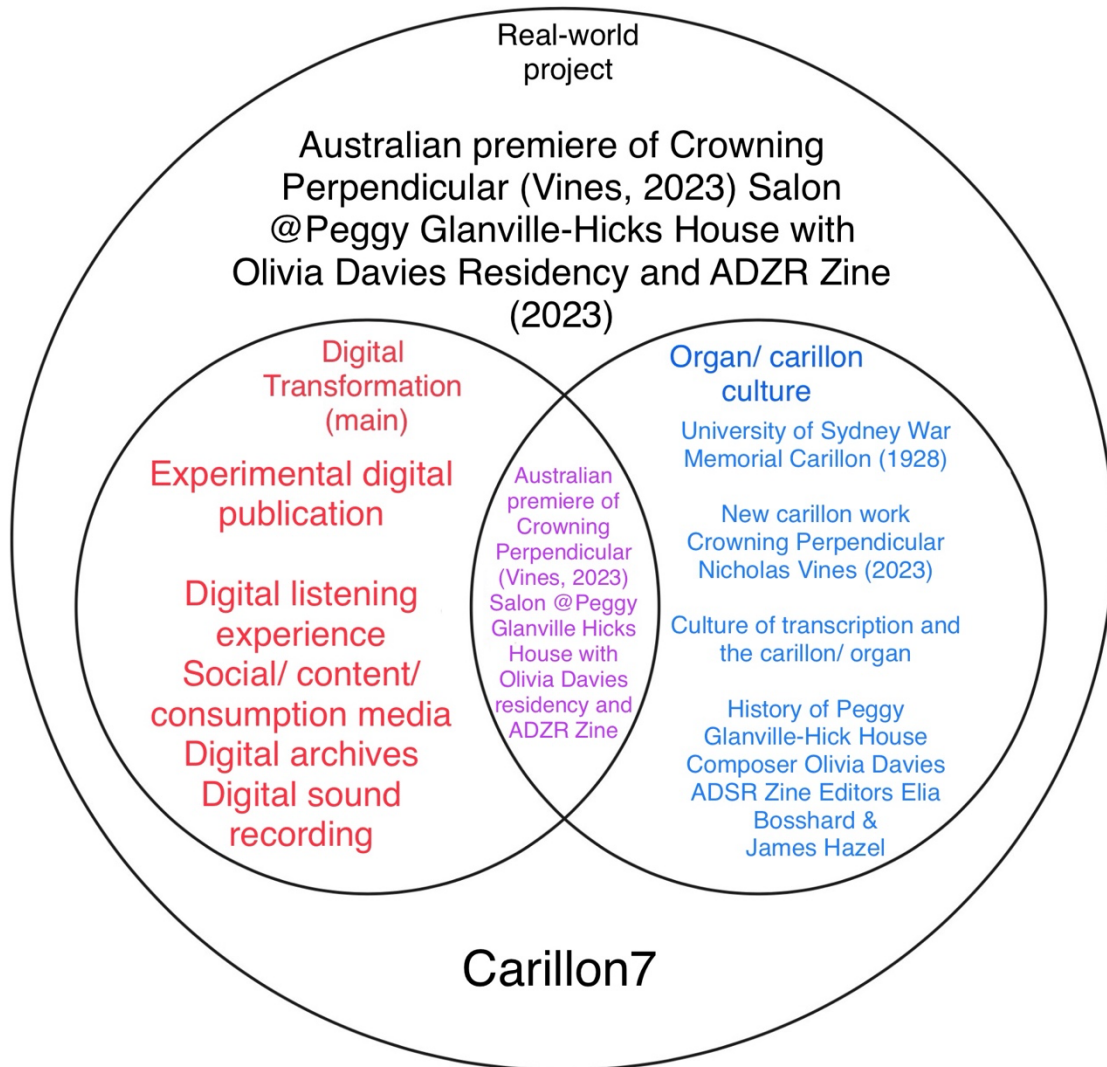 Real-world
project
Australian premiere of Crowning
Perpendicular (Vines, 2023) Salon
@Peggy Glanville-Hicks House with
Olivia Davies Residency and ADZR Zine
(2023)
Digital
Transformation
(main)
Experimental digital
publication
Digital listening
experience
Social/ content/
consumption media
Digital archives
Digital sound
recording
Australian
premiere of
Crowning
Perpendicular
(Vines, 2023)
Salon @Peggy
Glanville Hicks
House with
Olivia Davies
residency and
ADZR Zine
Organ/ carillon
culture
University of Sydney War
Memorial Carillon (1928)
New carillon work
Crowning Perpendicular
Nicholas Vines (2023)
Culture of transcription and
the carillon/ organ
History of Peggy
Glanville-Hick House
Composer Olivia Davies
ADSR Zine Editors Elia
Bosshard &
James Hazel
Carillon7